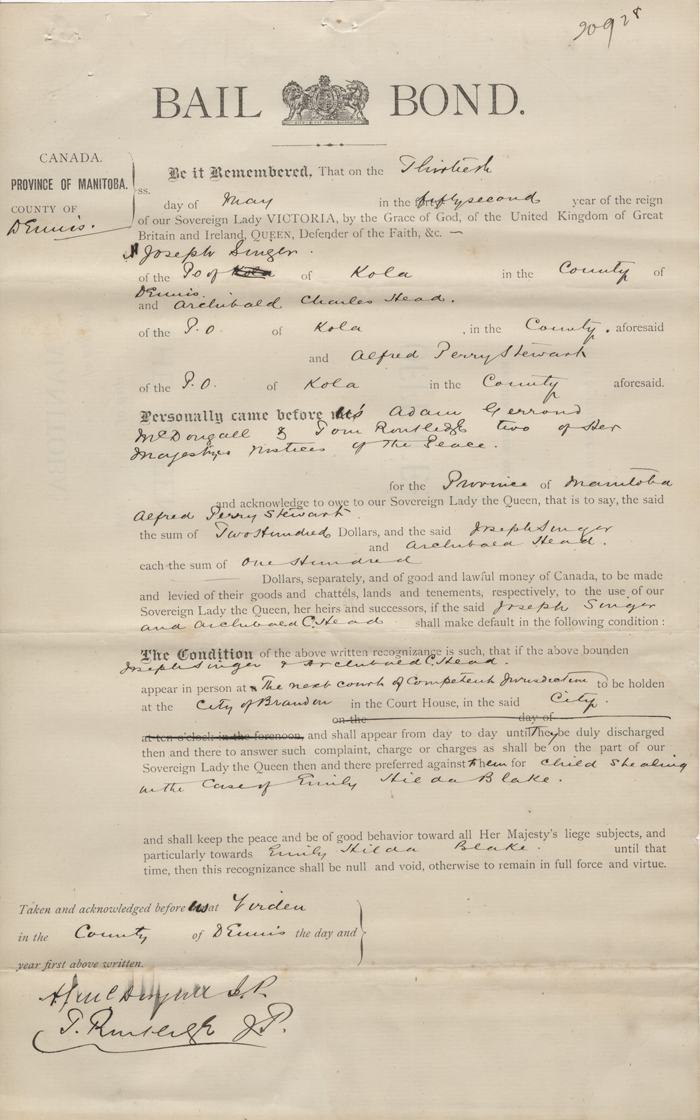 20928
BAIL BOND.
CANADA.
PROVINCE OF MANITOBA.
COUNTY OF
Dennis.
ss.
Be it Remembered, That on the Thirtieth
day of May in the fifty second year of the reign
of our Sovereign Lady VICTORIA, by the Grace of God, of the United Kingdom of Great
Britain and Ireland, QUEEN, Defender of the Faith, &c. —
Joseph Singer.
of the Po of Kola of Kola in the County of
Dennis.
and Archibald Charles Head.
of the P.O. of Kola , in the County. aforesaid
and Alfred Perry Stewart
of the P.O. of Kola in the County aforesaid.
Personally came before us Adam Gerrond
McDougall & Tom Routledge two of Her
Majestys Justices of the Peace.
for the Province of Manitoba
and acknowledge to owe to our Sovereign Lady the Queen, that is to say, the said
Alfred Perry Stewart.
the sum of Two Hundred Dollars, and the said Joseph Singer
and Archibald Head.
each the sum of One Hundred
Dollars, separately, and of good and lawful money of Canada, to be made
and levied of their goods and chattels, lands and tenements, respectively, to the use of our
Sovereign Lady the Queen, her heirs and successors, if the said Joseph Singer
and Archibald C. Head shall make default in the following condition:
The Condition of the above written recognizance is such, that if the above bounden
Joseph Singer & Archibald C. Head.
appear in person at The next court of Competent Jurisdiction to be holden
at the City of Brandon in the Court House, in the said City.
on the day of
at ten o'clock in the forenoon, and shall appear from day to day until They be duly discharged
then and there to answer such complaint, charge or charges as shall be on the part of our
Sovereign Lady the Queen then and there preferred against Them for Child Stealing
in the Case of Emily Hilda Blake.
and shall keep the peace and be of good behavior toward all Her Majesty's liege subjects, and
particularly towards Emily Hilda Blake. until that
time, then this recognizance shall be null and void, otherwise to remain in full force and virtue.
Taken and acknowledged before us at Virden
in the County of Dennis the day and
year first above written.
J.P.
T. Routledge J.P.